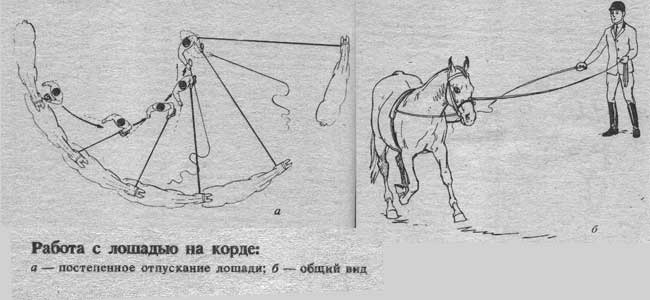 а
б
Работа с лошадью на корде:
а — постепенное отпускание лошади; б — общий вид